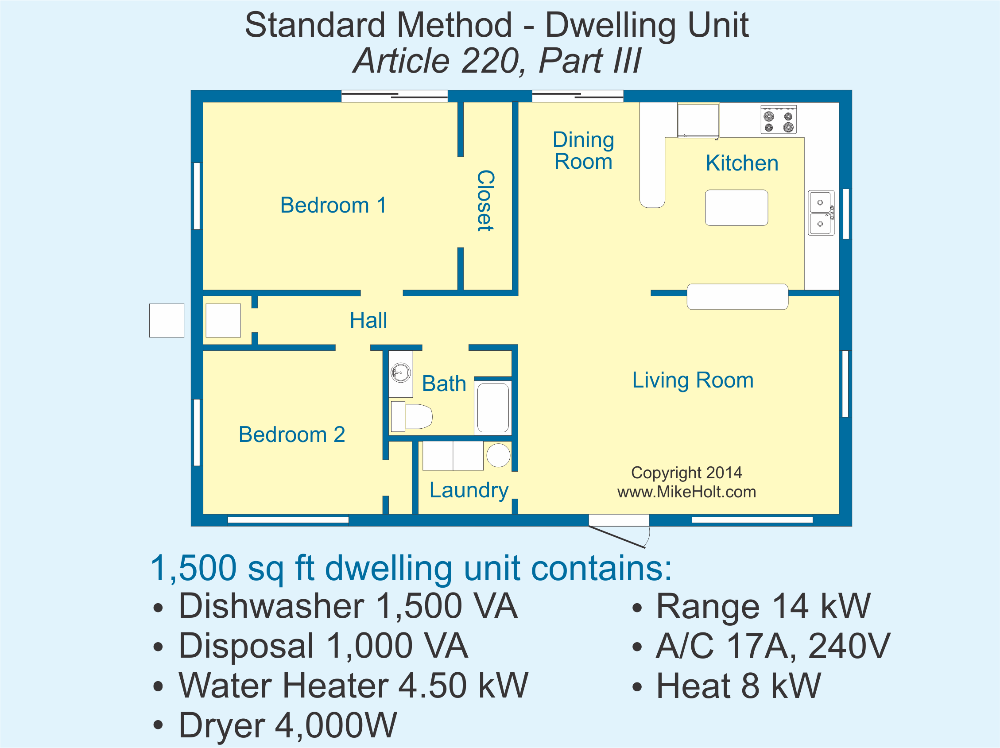 Standard Method - Dwelling Unit
Article 220, Part III
Dining
Room
Kitchen
Closet
Bedroom 1
Hall
Bath
Living Room
Bedroom 2
Copyright 2014
www.MikeHolt.com
Laundry
1,500 sq ft dwelling unit contains:
• Dishwasher 1,500 VA
• Disposal 1,000 VA
• Water Heater 4.50 kW
• Dryer 4,000W
• Range 14 kW
• A/C 17A, 240V
• Heat 8 kW